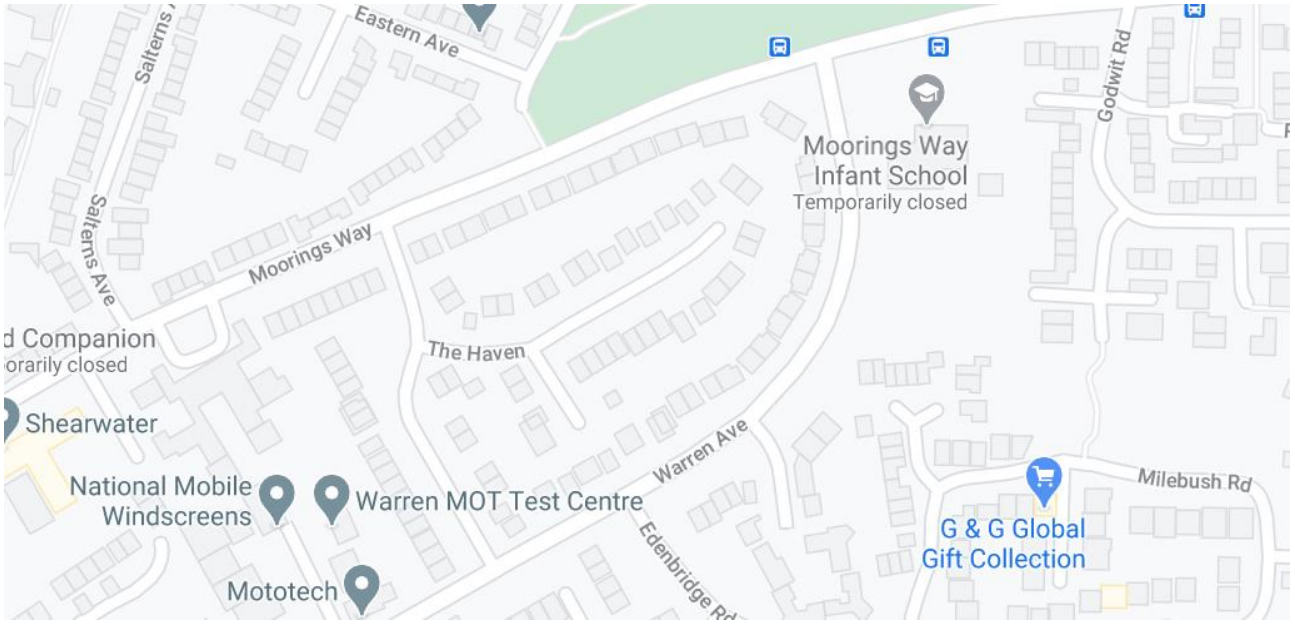 Salterns A
Eastern Ave
Godwit Rd
Moorings Way
Infant School
Temporarily closed
Salterns Ave
Moorings Way
d Companion
porarily closed
The Haven
Shearwater
Warren Ave
National Mobile
Windscreens
Warren MOT Test Centre
Milebush Rd
G & G Global
Gift Collection
Edenbridge Rd
Mototech